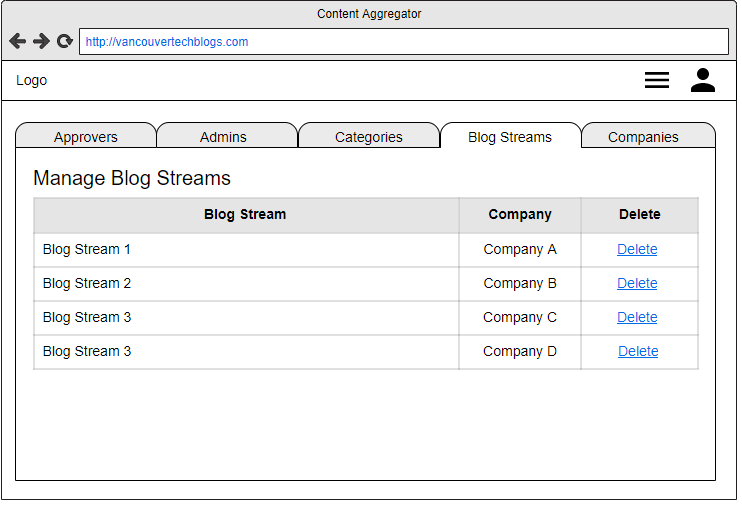 Content Aggregator
http://vancouvertechblogs.com
Logo
Approvers Admins Categories Blog Streams Companies
Manage Blog Streams
Blog Stream Company Delete
Blog Stream 1 Company A Delete
Blog Stream 2 Company B Delete
Blog Stream 3 Company C Delete
Blog Stream 3 Company D Delete